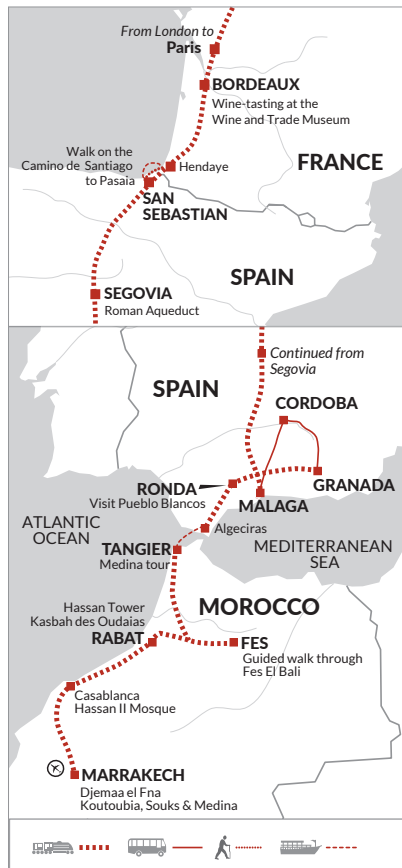 From London to
Paris
BORDEAUX
Wine-tasting at the
Wine and Trade Museum
Walk on the
Camino de Santiago
to Pasaia
Hendaye
FRANCE
SAN
SEBASTIAN
SPAIN
SEGOVIA
Roman Aqueduct
Continued from
Segovia
SPAIN
CORDOBA
RONDA
Visit Pueblo Blancos
GRANADA
MALAGA
ATLANTIC
OCEAN
Algeciras
TANGIER
Medina tour
MEDITERRANEAN
SEA
MOROCCO
Hassan Tower
Kasbah des Oudaias
RABAT
FES
Guided walk through
Fes El Bali
Casablanca
Hassan II Mosque
MARRAKECH
Djemaa el Fna
Koutoubia, Souks & Medina